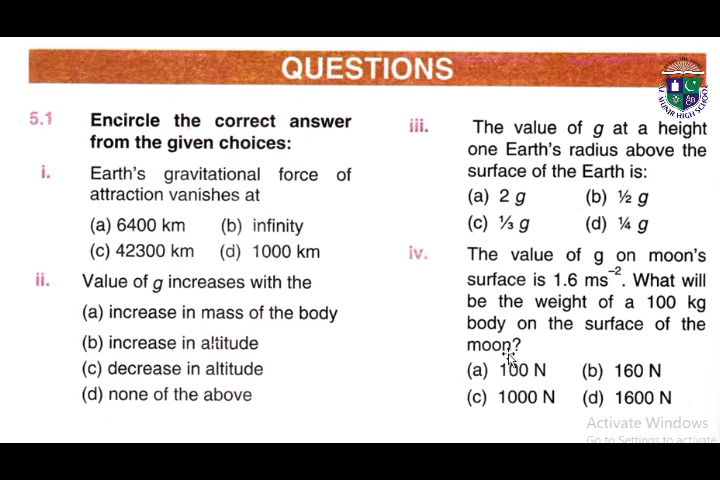 QUESTIONS
5.1 Encircle the correct answer
from the given choices:
i. Earth's gravitational force of
attraction vanishes at
(a) 6400 km (b) infinity
(c) 42300 km (d) 1000 km
ii. Value of g increases with the
(a) increase in mass of the body
(b) increase in altitude
(c) decrease in altitude
(d) none of the above
iii. The value of g at a height
one Earth's radius above the
surface of the Earth is:
(a) 2 g (b) ½ g
(c) ⅓ g (d) ¼ g
iv. The value of g on moon's
surface is 1.6 ms⁻². What will
be the weight of a 100 kg
body on the surface of the
moon?
(a) 100 N (b) 160 N
(c) 1000 N (d) 1600 N
Activate Windows
Go to Settings to activate